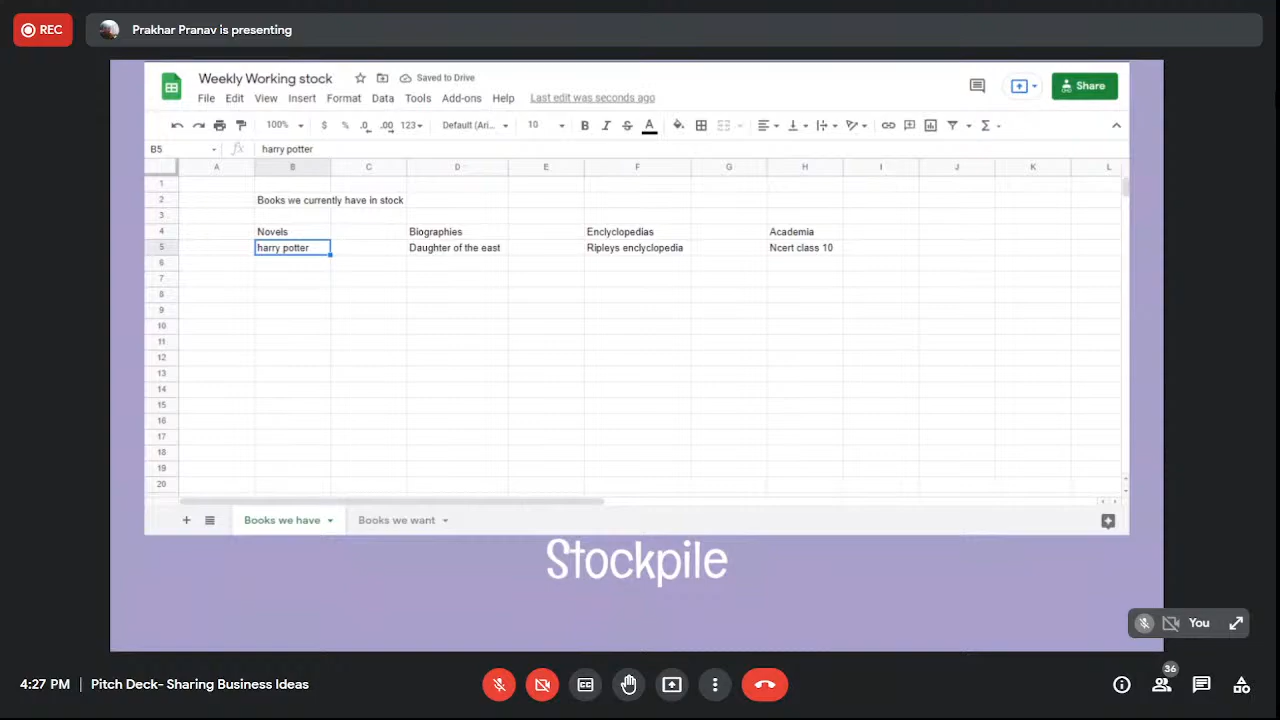 REC
Prakhar Pranav is presenting
Weekly Working stock Saved to Drive
File Edit View Insert Format Data Tools Add-ons Help Last edit was seconds ago
Share
100% $ % .0 .00 123 Default (Ari... 10 B I S A
B5 fx harry potter
A B C D E F G H I J K L
1
2 Books we currently have in stock
3
4 Novels Biographies Enclyclopedias Academia
5 harry potter Daughter of the east Ripleys enclyclopedia Ncert class 10
6
7
8
9
10
11
12
13
14
15
16
17
18
19
20
Books we have Books we want
Stockpile
You
4:27 PM | Pitch Deck- Sharing Business Ideas
36